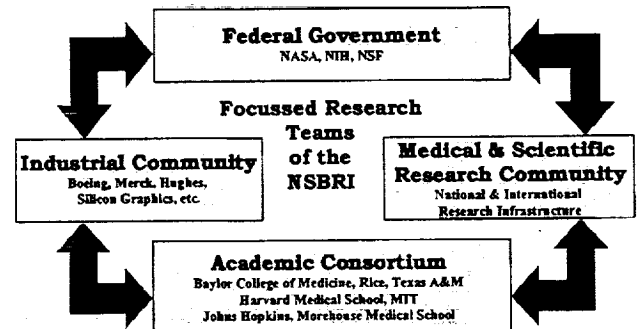 Federal Government
NASA, NIH, NSF
Focussed Research
Teams
of the
NSBRI
Industrial Community
Boeing, Merck, Hughes,
Silicon Graphics, etc.
Medical & Scientific
Research Community
National & International
Research Infrastructure
Academic Consortium
Baylor College of Medicine, Rice, Texas A&M
Harvard Medical School, MIT
Johns Hopkins, Morehouse Medical School